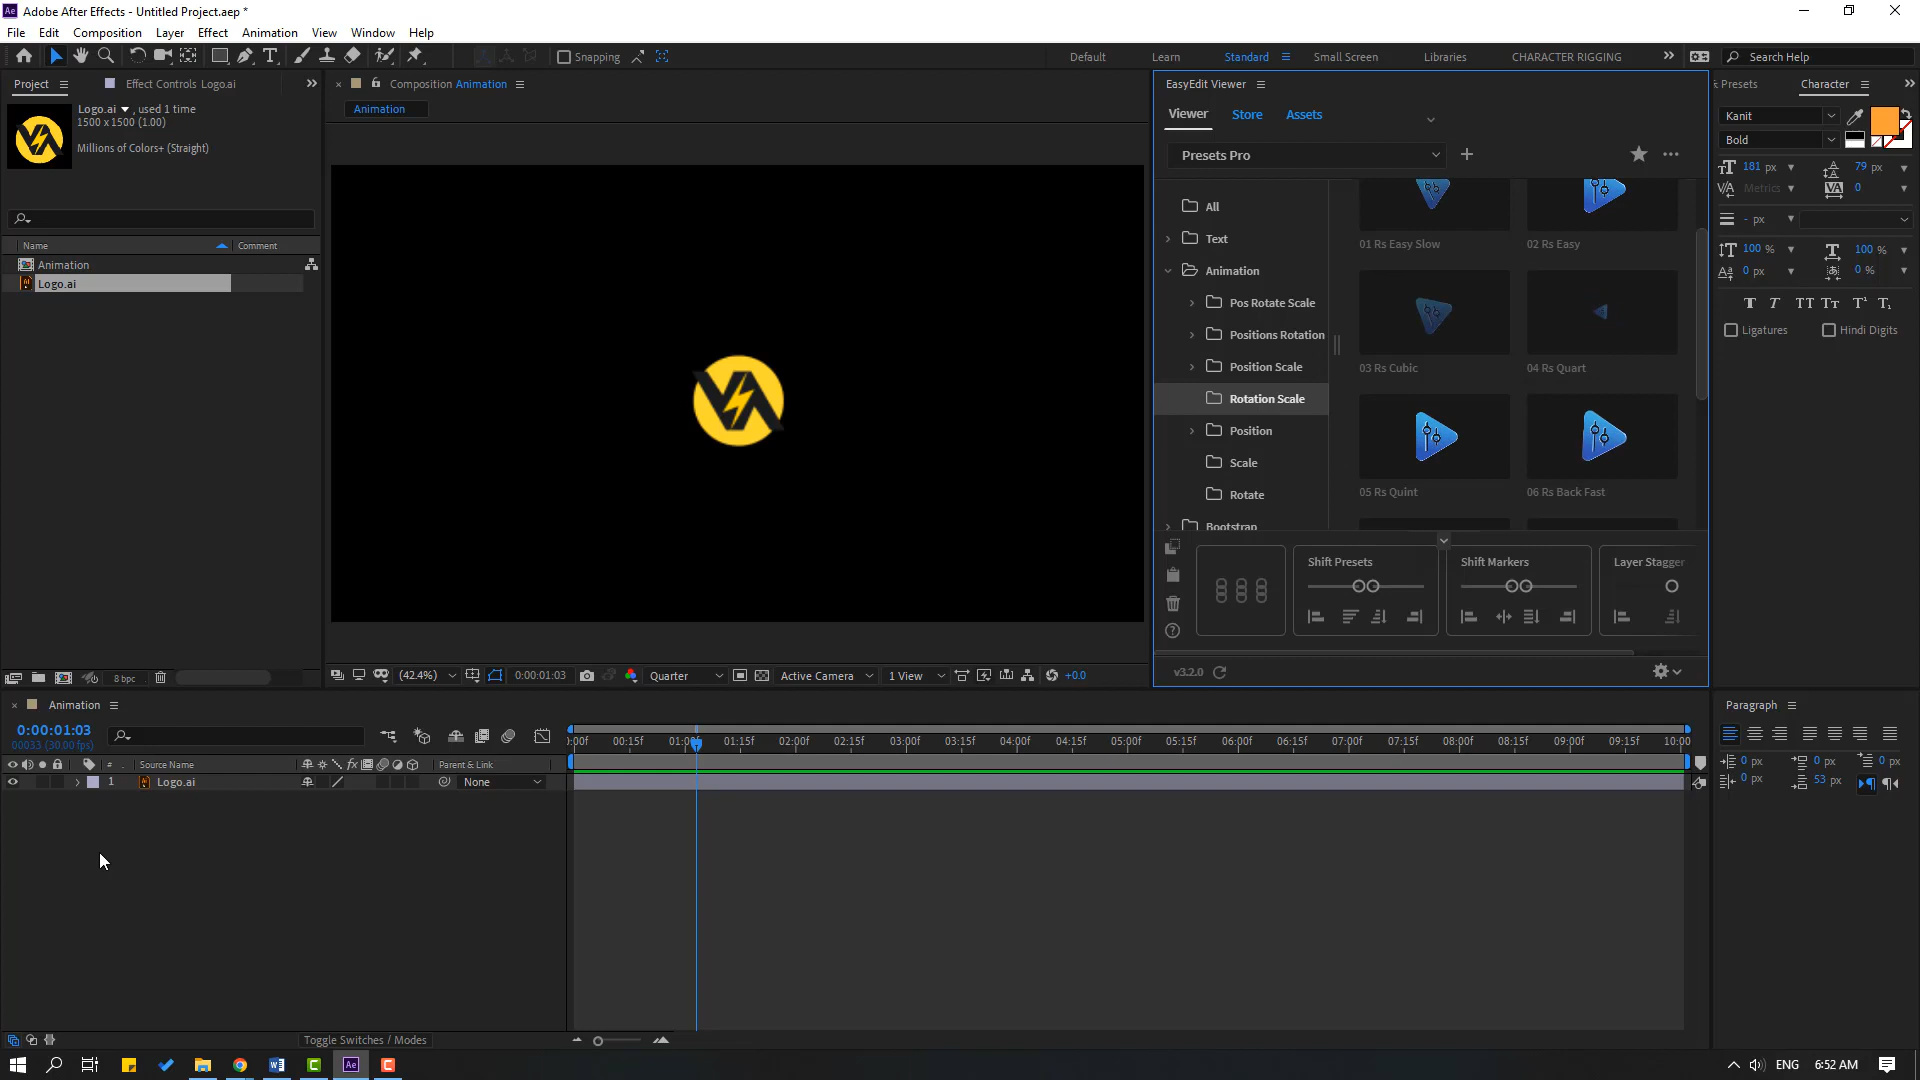 Adobe After Effects - Untitled Project.aep *
File Edit Composition Layer Effect Animation View Window Help
Snapping
Default Learn Standard Small Screen Libraries CHARACTER RIGGING
Search Help
Project
Effect Controls Logo.ai
Logo.ai , used 1 time
1500 x 1500 (1.00)
Millions of Colors+ (Straight)
Name Comment
Animation
Logo.ai
8 bpc
Composition Animation
Animation
(42.4%) 0:00:01:03 Quarter Active Camera 1 View +0.0
EasyEdit Viewer
Viewer Store Assets
Presets Pro
All
Text
Animation
Pos Rotate Scale
Positions Rotation
Position Scale
Rotation Scale
Position
Scale
Rotate
Bootstrap
01 Rs Easy Slow
02 Rs Easy
03 Rs Cubic
04 Rs Quart
05 Rs Quint
06 Rs Back Fast
Shift Presets
Shift Markers
Layer Stagger
v3.2.0
Presets
Character
Kanit
Bold
181 px 79 px
Metrics 0
- px
100 % 100 %
0 px 0 %
Ligatures Hindi Digits
Paragraph
0 px 0 px 0 px
0 px 53 px
Animation
0:00:01:03
00033 (30.00 fps)
# Source Name Parent & Link
1 Logo.ai None
:00f 00:15f 01:00f 01:15f 02:00f 02:15f 03:00f 03:15f 04:00f 04:15f 05:00f 05:15f 06:00f 06:15f 07:00f 07:15f 08:00f 08:15f 09:00f 09:15f 10:00
Toggle Switches / Modes
ENG 6:52 AM